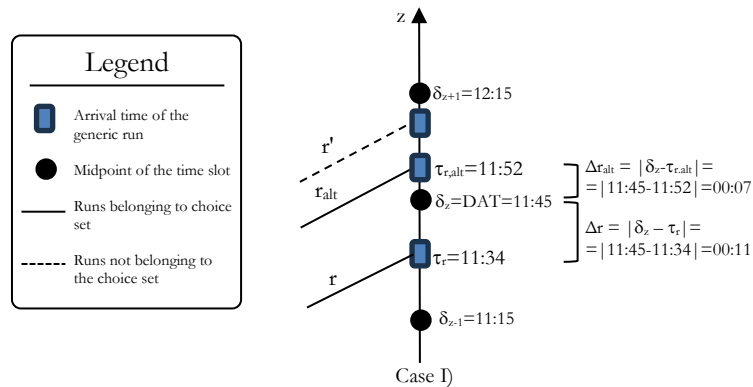 Legend
Arrival time of the
generic run
Midpoint of the time slot
Runs belonging to choice
set
Runs not belonging to
the choice set
z
δz+1=12:15
r'
τr,alt=11:52
ralt
δz=DAT=11:45
τr=11:34
r
δz-1=11:15
Δralt = |δz-τr.alt|=
=|11:45-11:52|=00:07
Δr = |δz – τr|=
=|11:45-11:34|=00:11
Case I)